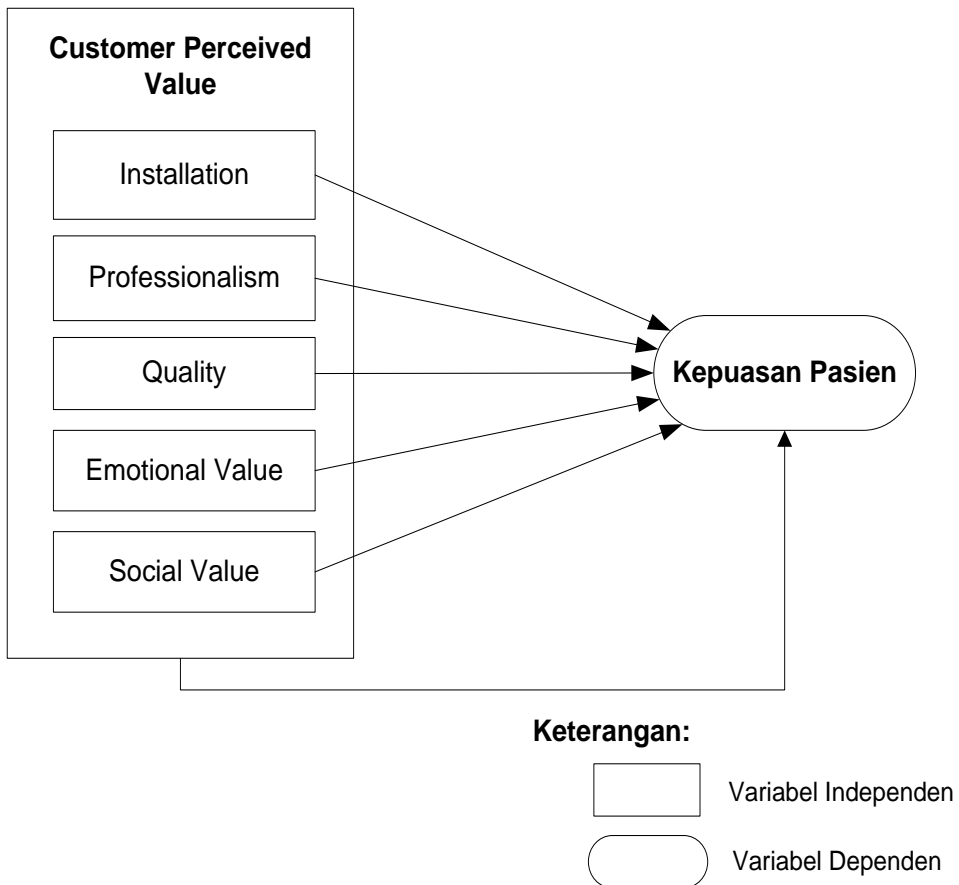 Customer Perceived
Value
Installation
Professionalism
Quality
Emotional Value
Social Value
Kepuasan Pasien
Keterangan:
Variabel Independen
Variabel Dependen